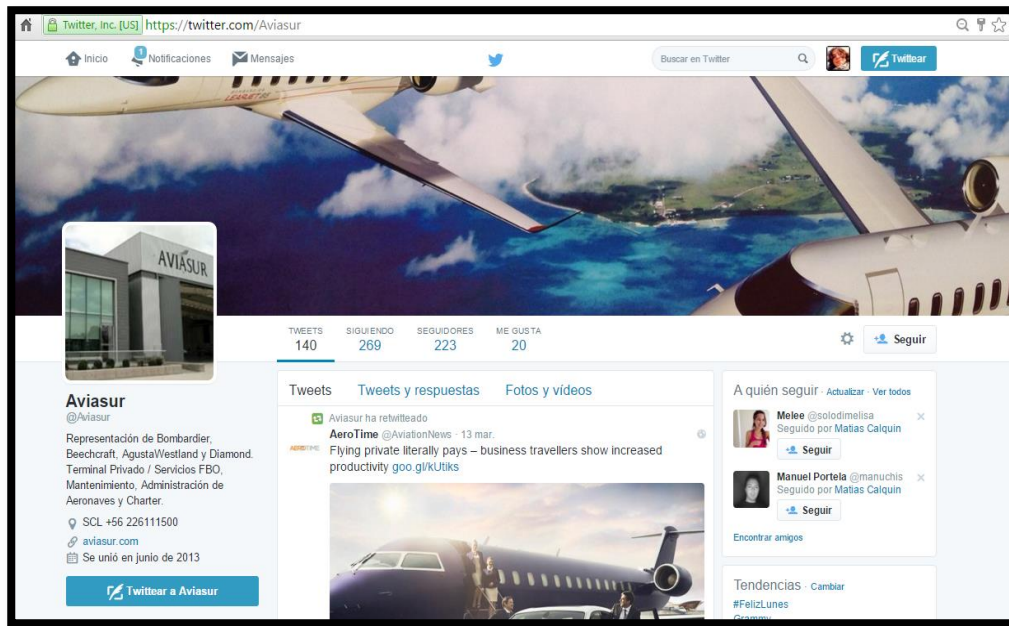 Twitter, Inc. [US] https://twitter.com/Aviasur
Inicio
1
Notificaciones
Mensajes
Buscar en Twitter
Twittear
LEARJET 85
AVIASUR
TWEETS
140
SIGUIENDO
269
SEGUIDORES
223
ME GUSTA
20
Seguir
Aviasur
@Aviasur
Representación de Bombardier,
Beechcraft, AgustaWestland y Diamond.
Terminal Privado / Servicios FBO,
Mantenimiento, Administración de
Aeronaves y Charter.
SCL +56 226111500
aviasur.com
Se unió en junio de 2013
Twittear a Aviasur
Tweets Tweets y respuestas Fotos y vídeos
Aviasur ha retwitteado
AEROTIME
AeroTime @AviationNews · 13 mar.
Flying private literally pays – business travellers show increased
productivity goo.gl/kUtiks
A quién seguir · Actualizar · Ver todos
Melee @solodimelisa
Seguido por Matias Calquin
Seguir
Manuel Portela @manuchis
Seguido por Matias Calquin
Seguir
Encontrar amigos
Tendencias · Cambiar
#FelizLunes
Grammy